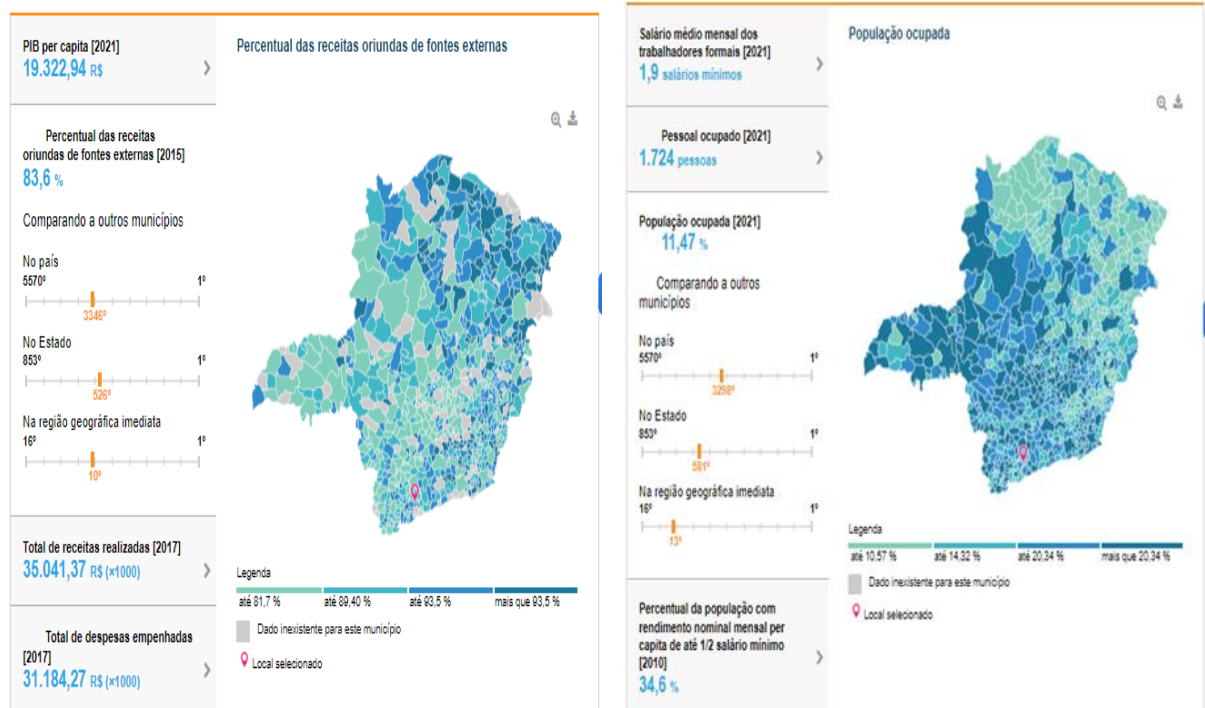 PIB per capita [2021]
19.322,94 R$
Percentual das receitas
oriundas de fontes externas [2015]
83,6 %
Comparando a outros municípios
No país
5570º 1º
3346º
No Estado
853º 1º
526º
Na região geográfica imediata
16º 1º
10º
Total de receitas realizadas [2017]
35.041,37 R$ (×1000)
Total de despesas empenhadas
[2017]
31.184,27 R$ (×1000)
Percentual das receitas oriundas de fontes externas
Legenda
até 81,7 % até 89,40 % até 93,5 % mais que 93,5 %
Dado inexistente para este município
Local selecionado
Salário médio mensal dos
trabalhadores formais [2021]
1,9 salários mínimos
Pessoal ocupado [2021]
1.724 pessoas
População ocupada [2021]
11,47 %
Comparando a outros
municípios
No país
5570º 1º
3298º
No Estado
853º 1º
581º
Na região geográfica imediata
16º 1º
13º
Percentual da população com
rendimento nominal mensal per
capita de até 1/2 salário mínimo
[2010]
34,6 %
População ocupada
Legenda
até 10,57 % até 14,32 % até 20,34 % mais que 20,34 %
Dado inexistente para este município
Local selecionado